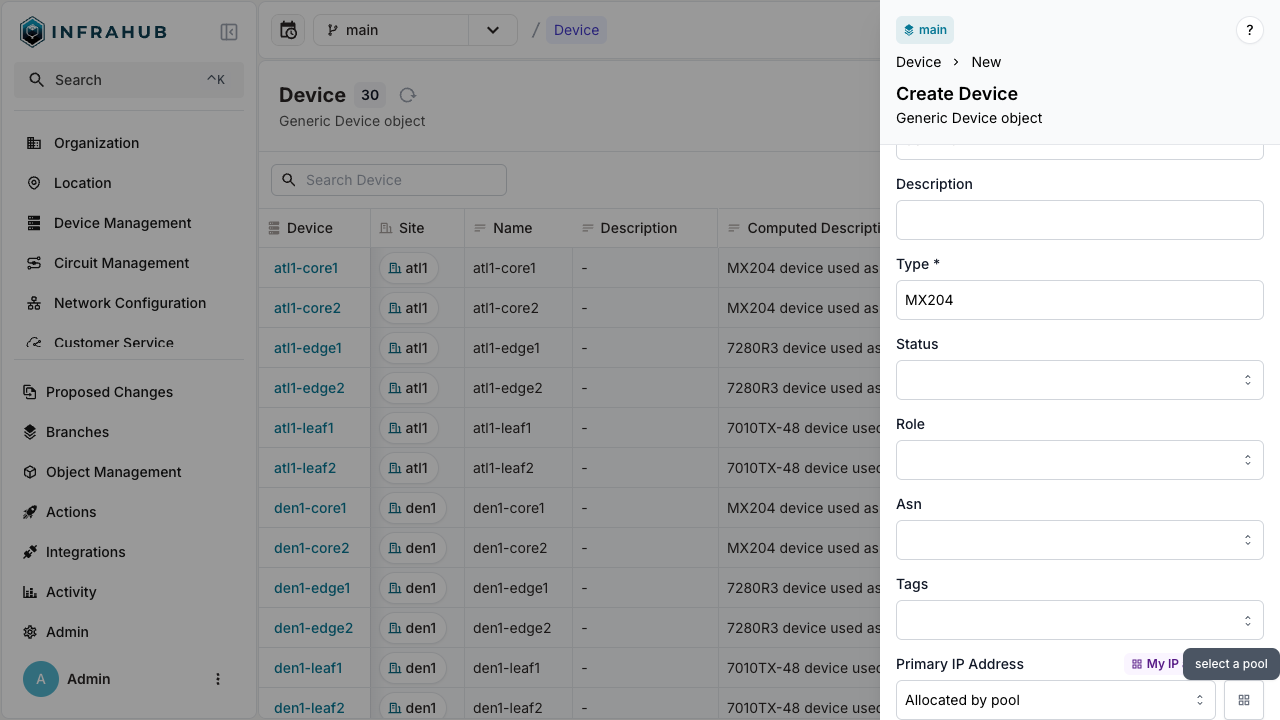 INFRAHUB
Search ^K
Organization
Location
Device Management
Circuit Management
Network Configuration
Customer Service
Proposed Changes
Branches
Object Management
Actions
Integrations
Activity
Admin
A Admin
main / Device
Device 30
Generic Device object
Search Device
Device Site Name Description Computed Descripti
atl1-core1 atl1 atl1-core1 - MX204 device used as
atl1-core2 atl1 atl1-core2 - MX204 device used as
atl1-edge1 atl1 atl1-edge1 - 7280R3 device used as
atl1-edge2 atl1 atl1-edge2 - 7280R3 device used as
atl1-leaf1 atl1 atl1-leaf1 - 7010TX-48 device used
atl1-leaf2 atl1 atl1-leaf2 - 7010TX-48 device used
den1-core1 den1 den1-core1 - MX204 device used as
den1-core2 den1 den1-core2 - MX204 device used as
den1-edge1 den1 den1-edge1 - 7280R3 device used as
den1-edge2 den1 den1-edge2 - 7280R3 device used as
den1-leaf1 den1 den1-leaf1 - 7010TX-48 device used
den1-leaf2 den1 den1-leaf2 - 7010TX-48 device used
main ?
Device > New
Create Device
Generic Device object
Description
Type *
MX204
Status
Role
Asn
Tags
Primary IP Address My IP select a pool
Allocated by pool